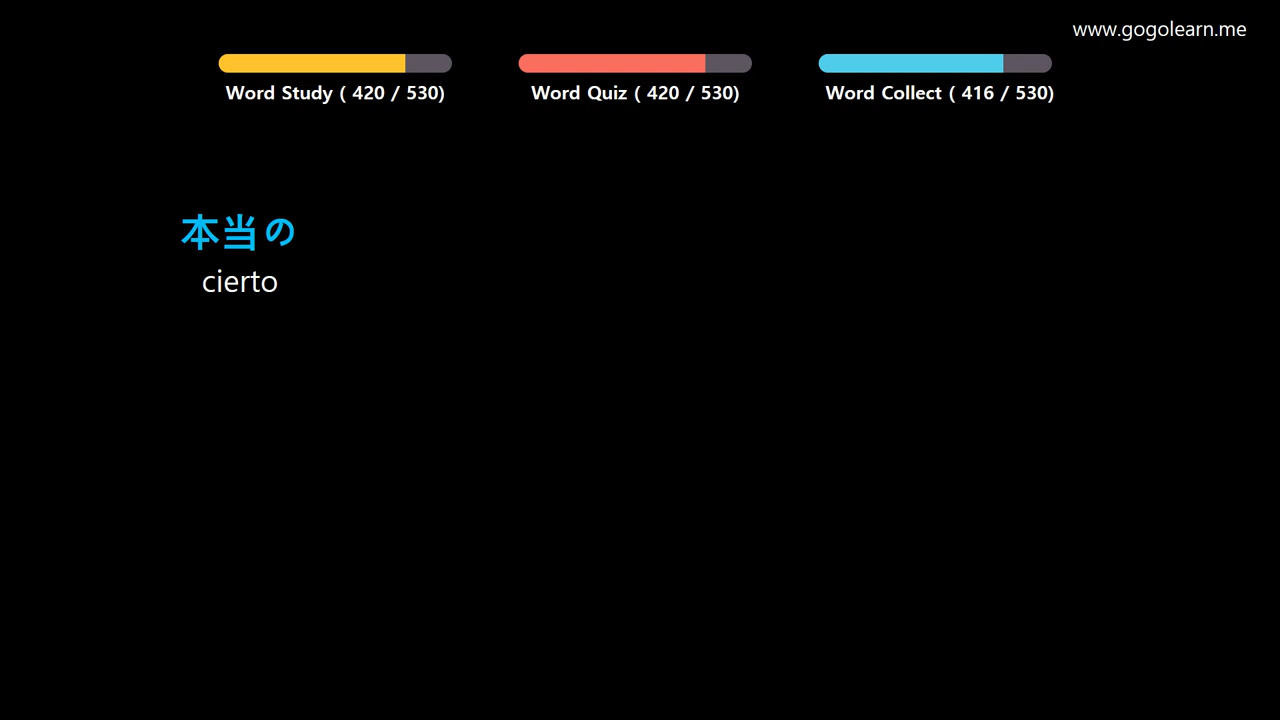 www.gogolearn.me
Word Study ( 420 / 530)
Word Quiz ( 420 / 530)
Word Collect ( 416 / 530)
本当の
cierto